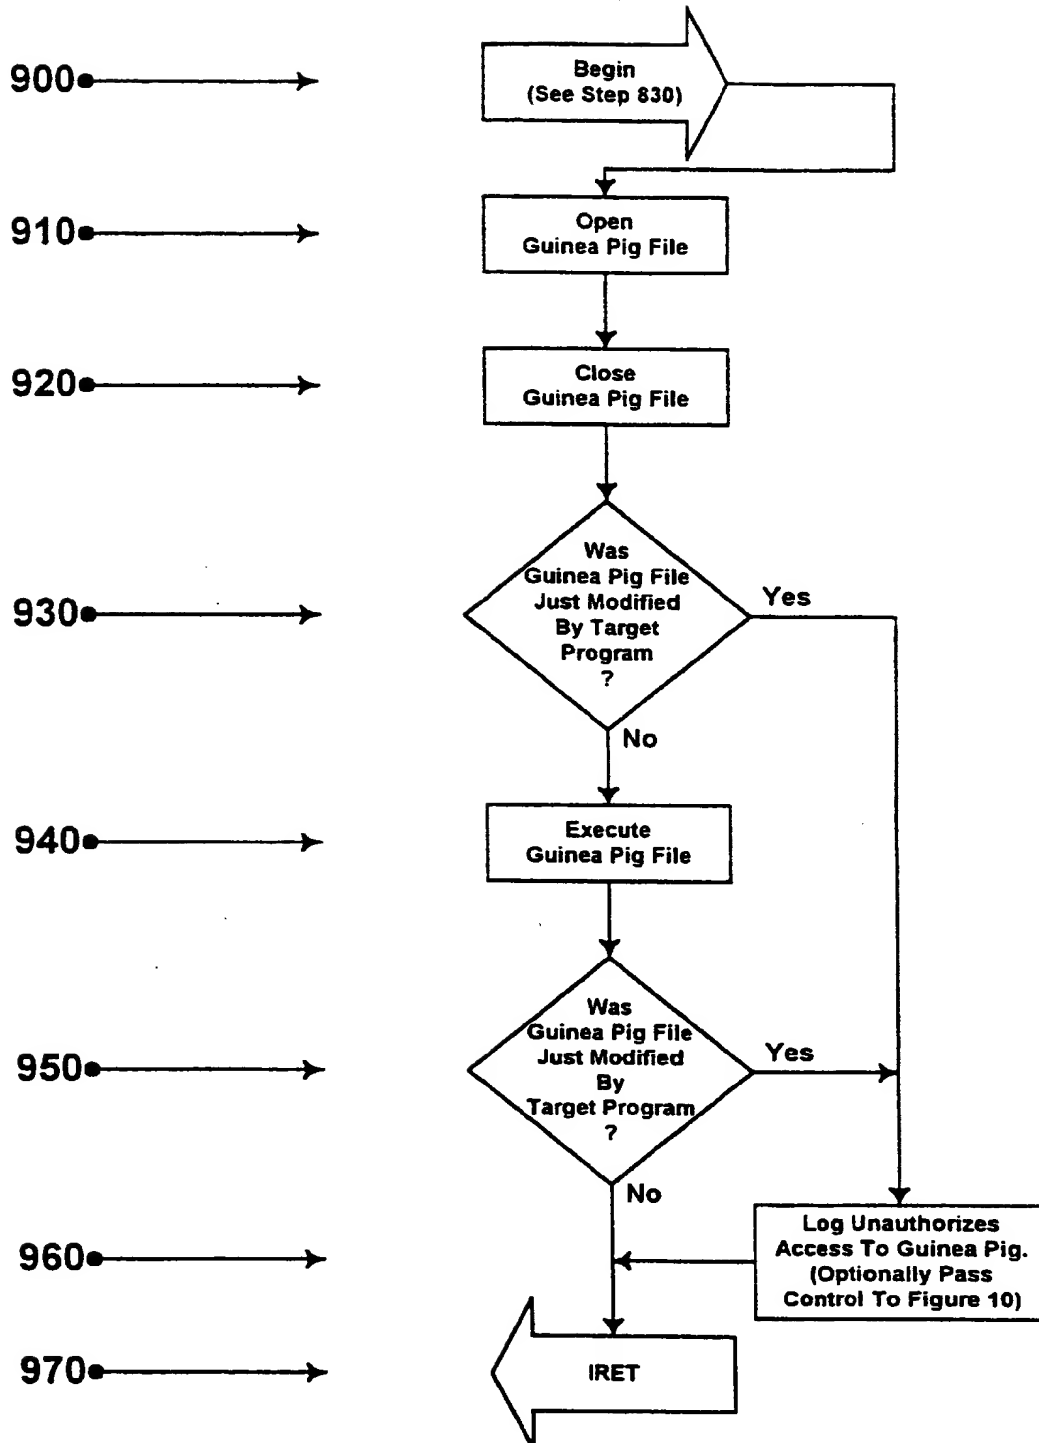 900
Begin
(See Step 830)
910
Open
Guinea Pig File
920
Close
Guinea Pig File
930
Was
Guinea Pig File
Just Modified
By Target
Program
?
Yes
No
940
Execute
Guinea Pig File
950
Was
Guinea Pig File
Just Modified
By
Target Program
?
Yes
No
960
Log Unauthorizes
Access To Guinea Pig.
(Optionally Pass
Control To Figure 10)
970
IRET